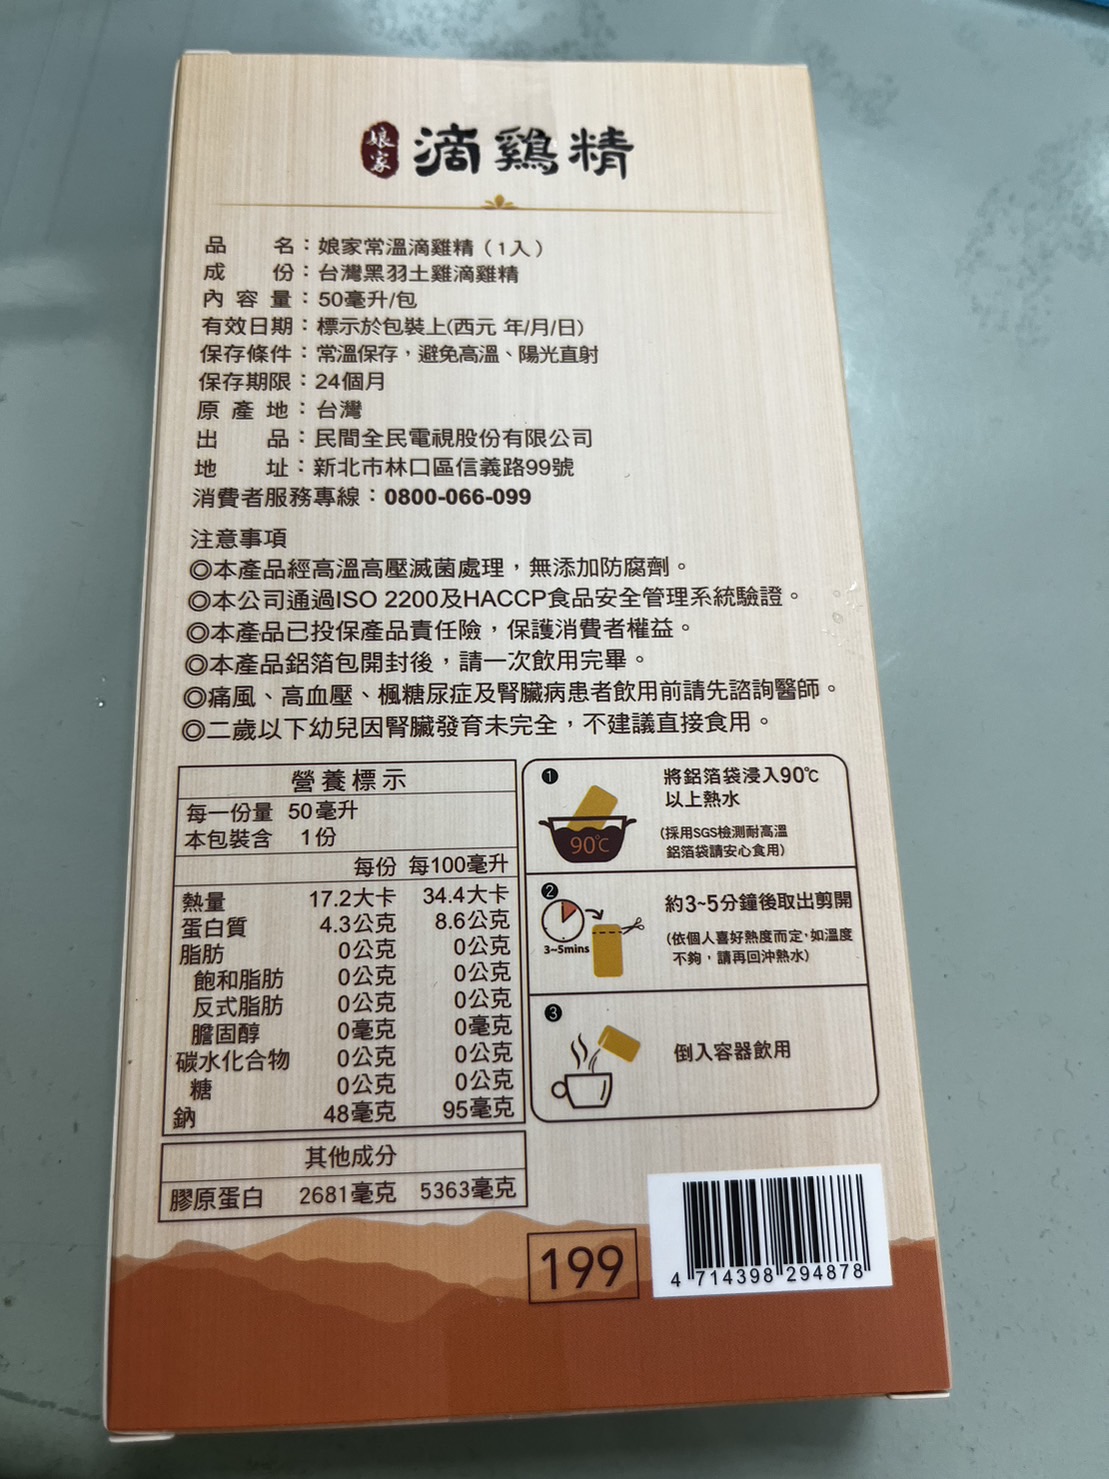 娘家 滴鷄精
品　名：娘家常溫滴雞精（1入）
成　份：台灣黑羽土雞滴雞精
內容量：50毫升/包
有效日期：標示於包裝上(西元 年/月/日)
保存條件：常溫保存，避免高溫、陽光直射
保存期限：24個月
原產地：台灣
出　品：民間全民電視股份有限公司
地　址：新北市林口區信義路99號
消費者服務專線：0800-066-099
注意事項
◎本產品經高溫高壓滅菌處理，無添加防腐劑。
◎本公司通過ISO 2200及HACCP食品安全管理系統驗證。
◎本產品已投保產品責任險，保護消費者權益。
◎本產品鋁箔包開封後，請一次飲用完畢。
◎痛風、高血壓、楓糖尿症及腎臟病患者飲用前請先諮詢醫師。
◎二歲以下幼兒因腎臟發育未完全，不建議直接食用。
營養標示
每一份量 50毫升
本包裝含 1份
每份 每100毫升
熱量 17.2大卡 34.4大卡
蛋白質 4.3公克 8.6公克
脂肪 0公克 0公克
飽和脂肪 0公克 0公克
反式脂肪 0公克 0公克
膽固醇 0毫克 0毫克
碳水化合物 0公克 0公克
糖 0公克 0公克
鈉 48毫克 95毫克
其他成分
膠原蛋白 2681毫克 5363毫克
1
90℃
將鋁箔袋浸入90℃
以上熱水
(採用SGS檢測耐高溫
鋁箔袋請安心食用)
2
3~5mins
約3~5分鐘後取出剪開
(依個人喜好熱度而定，如溫度
不夠，請再回沖熱水)
3
倒入容器飲用
199
4 714398 294878